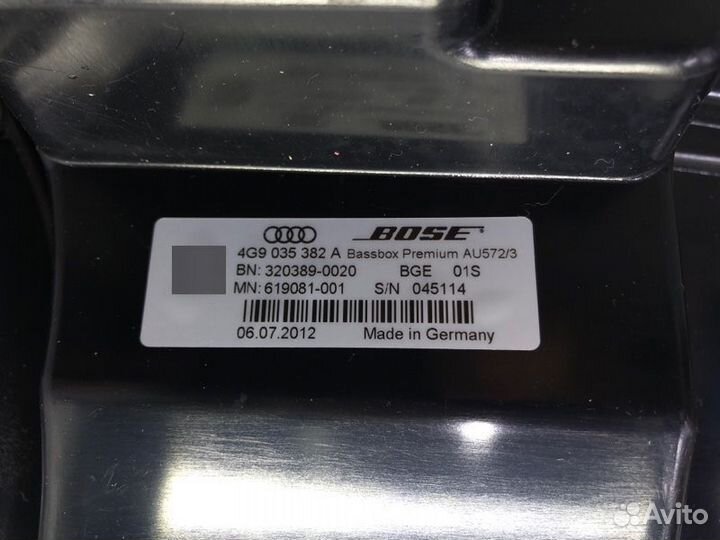 BOSE
4G9 035 382 A Bassbox Premium AU572/3
BN: 320389-0020 BGE 01S
MN: 619081-001 S/N 045114
06.07.2012 Made in Germany
Avito